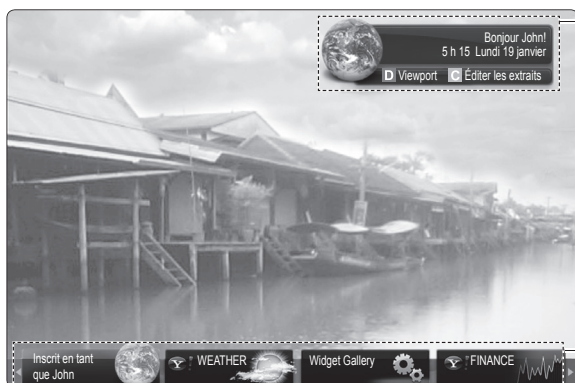 Bonjour John!
5 h 15 Lundi 19 janvier
D Viewport C Éditer les extraits
Inscrit en tant
que John
Y! WEATHER
Widget Gallery
Y! FINANCE